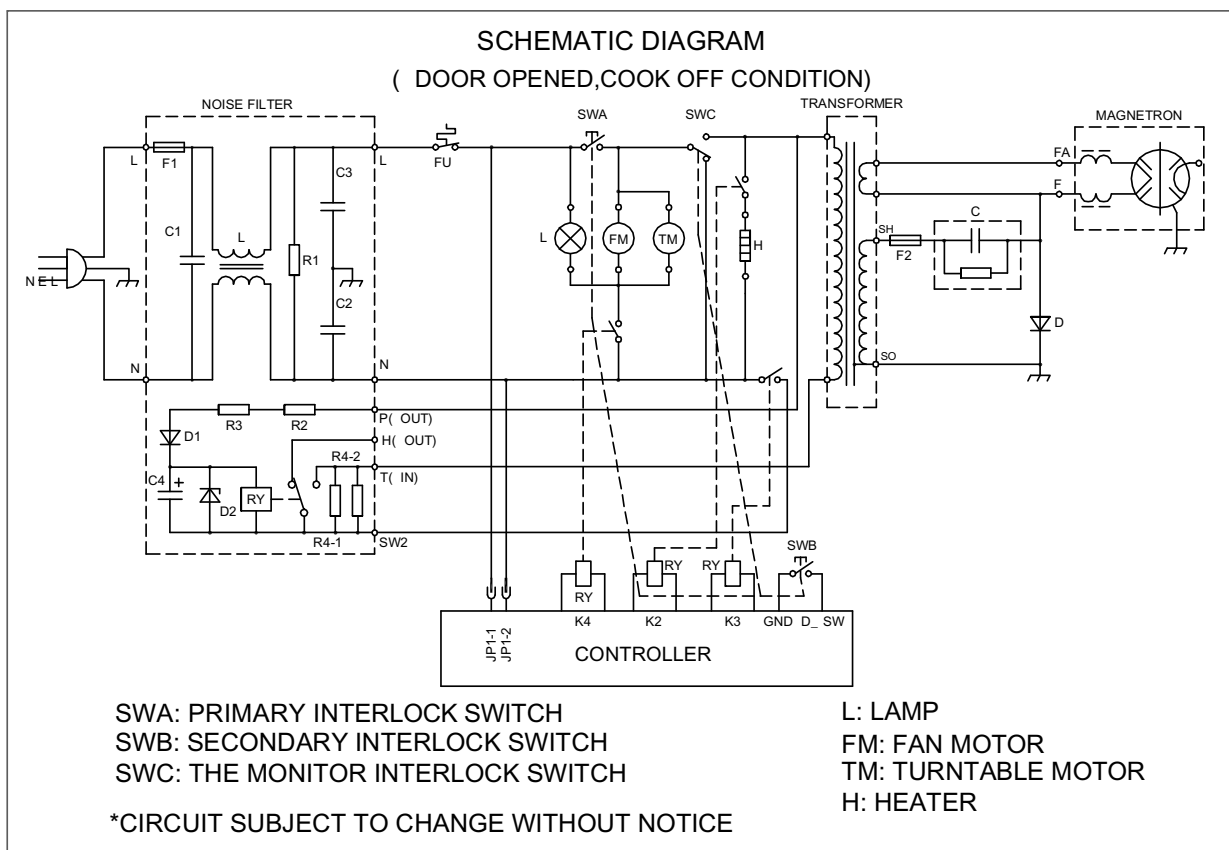 SCHEMATIC DIAGRAM
( DOOR OPENED,COOK OFF CONDITION)
NOISE FILTER
SWA
SWC
TRANSFORMER
MAGNETRON
L
F1
L
FU
FA
C3
F
C1
L
R1
L
FM
TM
H
SH
F2
C
N E L
C2
D
N
N
SO
R3
R2
P( OUT)
D1
H( OUT)
R4-2
T( IN)
C4
+
D2
RY
R4-1
SW2
SWB
RY
RY
RY
K4
K2
K3
GND
D_ SW
JP1-1
JP1-2
CONTROLLER
SWA: PRIMARY INTERLOCK SWITCH
SWB: SECONDARY INTERLOCK SWITCH
SWC: THE MONITOR INTERLOCK SWITCH
L: LAMP
FM: FAN MOTOR
TM: TURNTABLE MOTOR
H: HEATER
*CIRCUIT SUBJECT TO CHANGE WITHOUT NOTICE